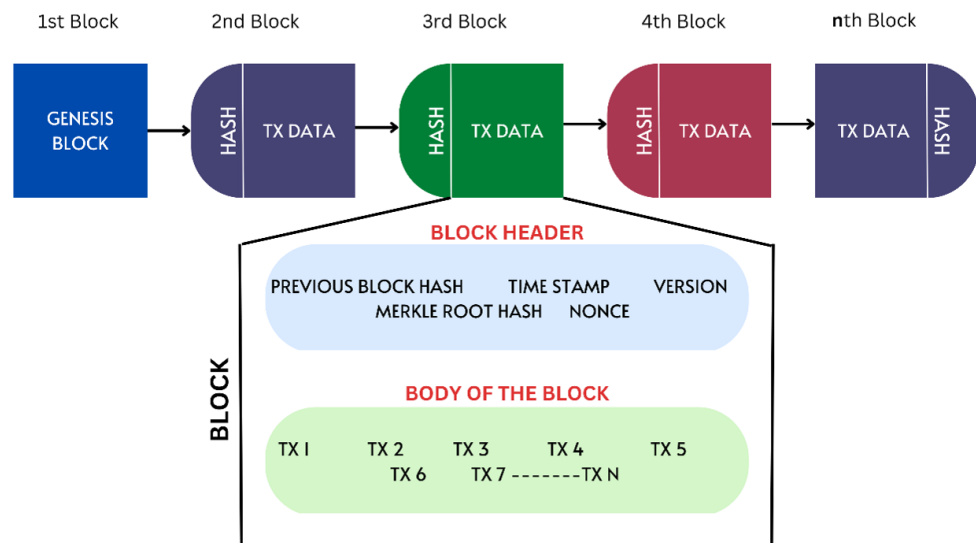 1st Block 2nd Block 3rd Block 4th Block nth Block
GENESIS
BLOCK
HASH TX DATA
HASH TX DATA
HASH TX DATA
TX DATA HASH
BLOCK
BLOCK HEADER
PREVIOUS BLOCK HASH TIME STAMP VERSION
MERKLE ROOT HASH NONCE
BODY OF THE BLOCK
TX 1 TX 2 TX 3 TX 4 TX 5
TX 6 TX 7 -------TX N